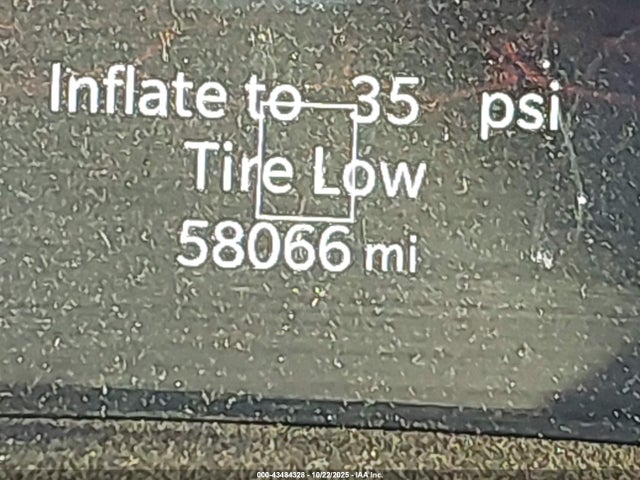 Inflate to 35 psi
Tire Low
58066 mi
000-43484328 - 10/22/2025 - IAA Inc.